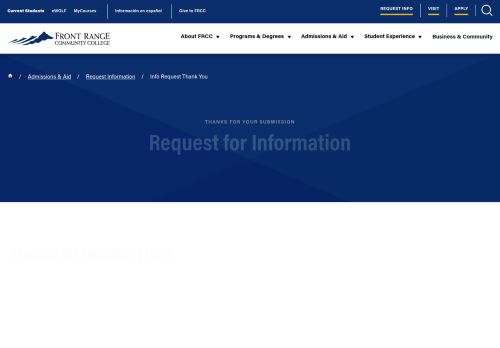 Current Students eWOLF MyCourses Information en español Give to FRCC REQUEST INFO VISIT APPLY
FRONT RANGE
COMMUNITY COLLEGE
About FRCC Programs & Degrees Admissions & Aid Student Experience Business & Community
/ Admissions & Aid / Request Information / Info Request Thank You
THANKS FOR YOUR SUBMISSION
Request for Information
Thanks for reaching out!